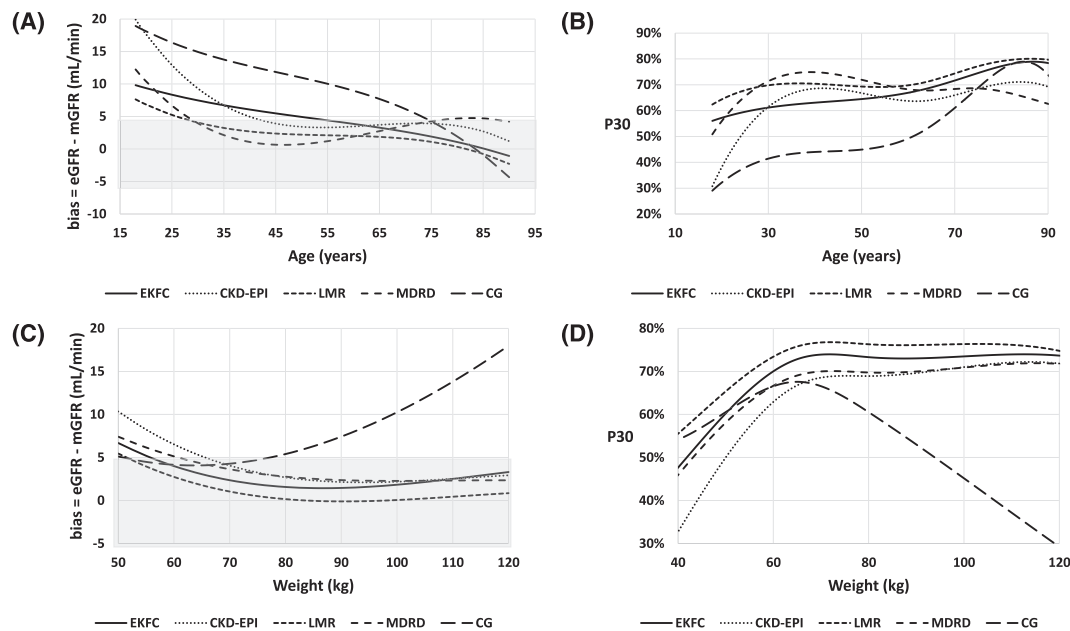 (A)
20
15
10
5
0
-5
-10
bias = eGFR - mGFR (mL/min)
15 25 35 45 55 65 75 85 95
Age (years)
EKFC CKD-EPI LMR MDRD CG
(B)
90%
80%
70%
60%
50%
40%
30%
20%
P30
10 30 50 70 90
Age (years)
EKFC CKD-EPI LMR MDRD CG
(C)
20
15
10
5
0
-5
bias = eGFR - mGFR (mL/min)
50 60 70 80 90 100 110 120
Weight (kg)
EKFC CKD-EPI LMR MDRD CG
(D)
80%
70%
60%
50%
40%
30%
P30
40 60 80 100 120
Weight (kg)
EKFC CKD-EPI LMR MDRD CG